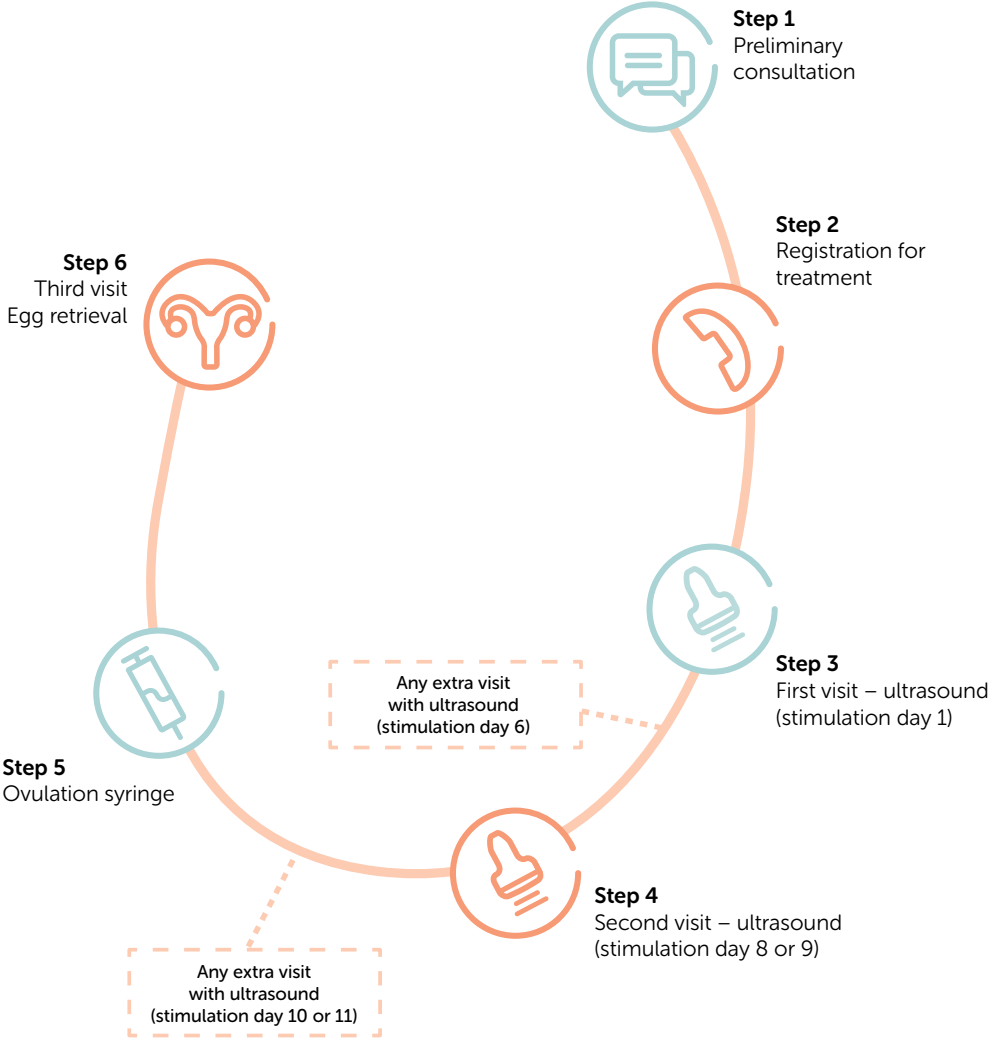 Step 1
Preliminary
consultation
Step 2
Registration for
treatment
Step 3
First visit – ultrasound
(stimulation day 1)
Any extra visit
with ultrasound
(stimulation day 6)
Step 4
Second visit – ultrasound
(stimulation day 8 or 9)
Any extra visit
with ultrasound
(stimulation day 10 or 11)
Step 5
Ovulation syringe
Step 6
Third visit
Egg retrieval